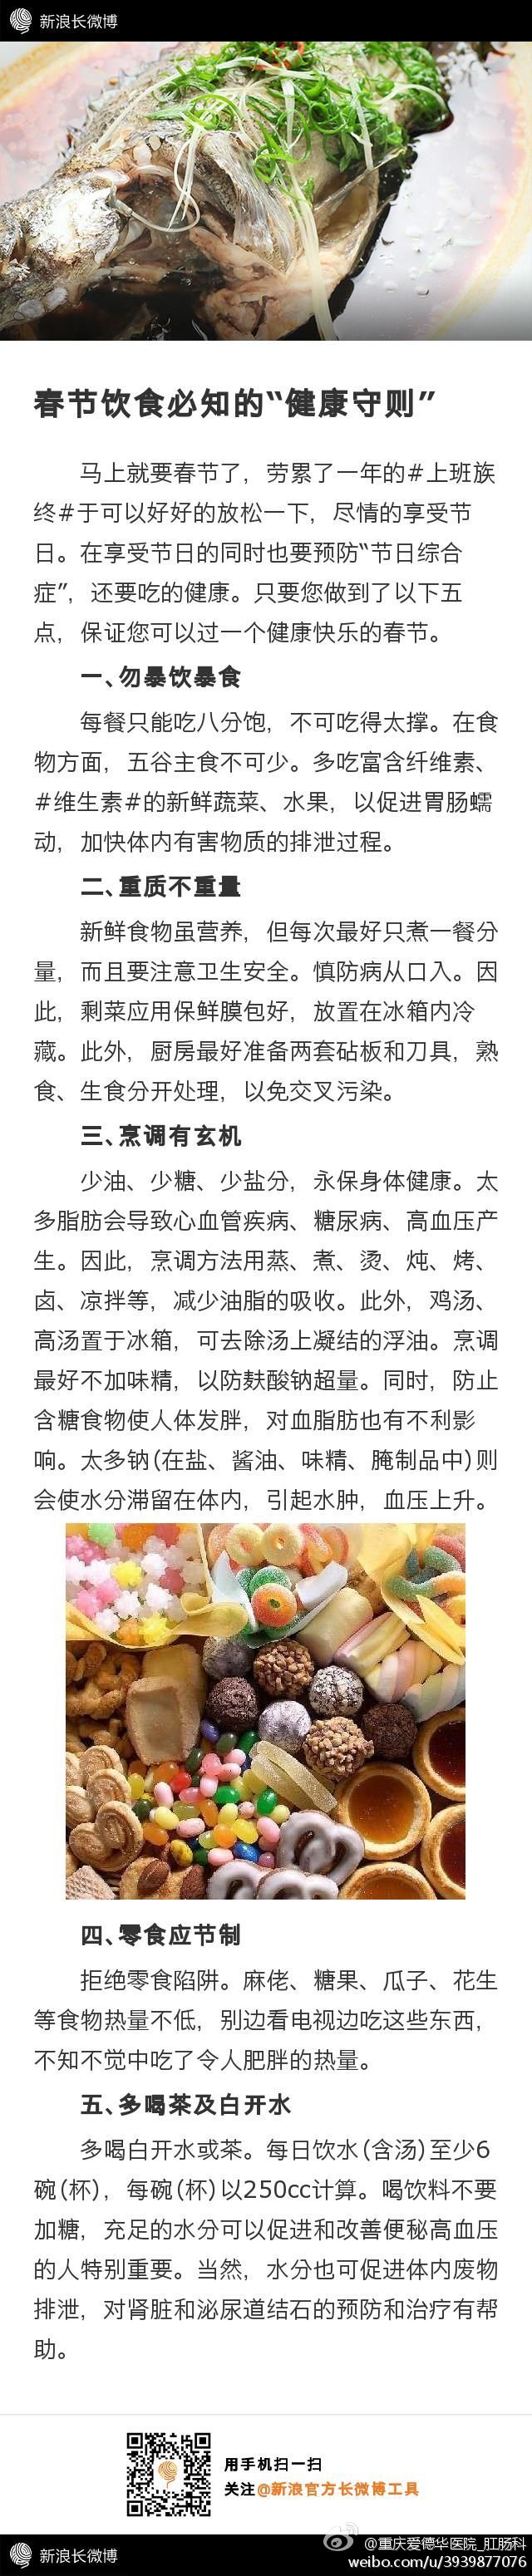 新浪长微博
春节饮食必知的“健康守则”
马上就要春节了，劳累了一年的#上班族
终#于可以好好的放松一下，尽情的享受节
日。在享受节日的同时也要预防“节日综合
症”，还要吃的健康。只要您做到了以下五
点，保证您可以过一个健康快乐的春节。
一、勿暴饮暴食
每餐只能吃八分饱，不可吃得太撑。在食
物方面，五谷主食不可少。多吃富含纤维素、
#维生素#的新鲜蔬菜、水果，以促进胃肠蠕
动，加快体内有害物质的排泄过程。
二、重质不重量
新鲜食物虽营养，但每次最好只煮一餐分
量，而且要注意卫生安全。慎防病从口入。因
此，剩菜应用保鲜膜包好，放置在冰箱内冷
藏。此外，厨房最好准备两套砧板和刀具，熟
食、生食分开处理，以免交叉污染。
三、烹调有玄机
少油、少糖、少盐分，永保身体健康。太
多脂肪会导致心血管疾病、糖尿病、高血压产
生。因此，烹调方法用蒸、煮、烫、炖、烤、
卤、凉拌等，减少油脂的吸收。此外，鸡汤、
高汤置于冰箱，可去除汤上凝结的浮油。烹调
最好不加味精，以防麸酸钠超量。同时，防止
含糖食物使人体发胖，对血脂肪也有不利影
响。太多钠(在盐、酱油、味精、腌制品中)则
会使水分滞留在体内，引起水肿，血压上升。
四、零食应节制
拒绝零食陷阱。麻佬、糖果、瓜子、花生
等食物热量不低，别边看电视边吃这些东西，
不知不觉中吃了令人肥胖的热量。
五、多喝茶及白开水
多喝白开水或茶。每日饮水(含汤)至少6
碗(杯)，每碗(杯)以250cc计算。喝饮料不要
加糖，充足的水分可以促进和改善便秘高血压
的人特别重要。当然，水分也可促进体内废物
排泄，对肾脏和泌尿道结石的预防和治疗有帮
助。
用手机扫一扫
关注@新浪官方长微博工具
新浪长微博
@重庆爱德华医院_肛肠科
weibo.com/u/3939877076